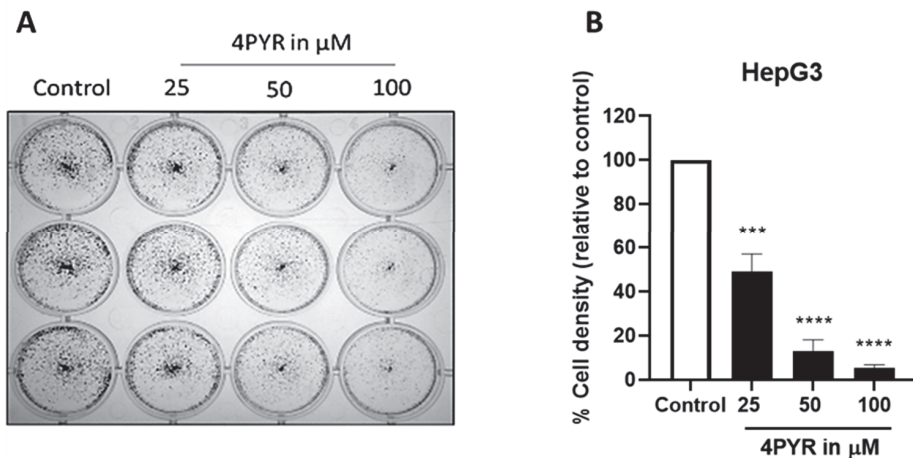 A
4PYR in μM
Control 25 50 100
B
HepG3
% Cell density (relative to control)
120
100
80
60
40
20
0
***
****
****
Control 25 50 100
4PYR in μM